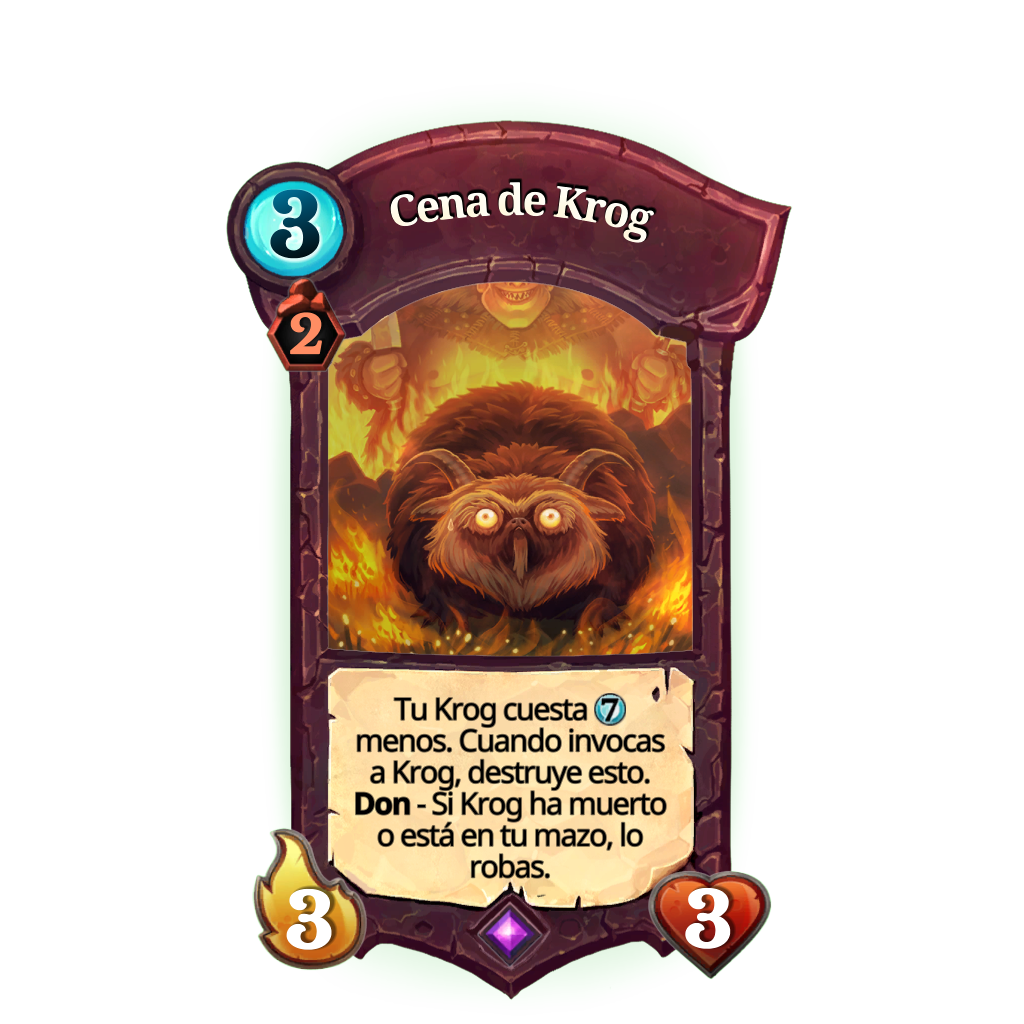 Cena de Krog
3
2
Tu Krog cuesta 7
menos. Cuando invocas
a Krog, destruye esto.
Don - Si Krog ha muerto
o está en tu mazo, lo
robas.
3
3